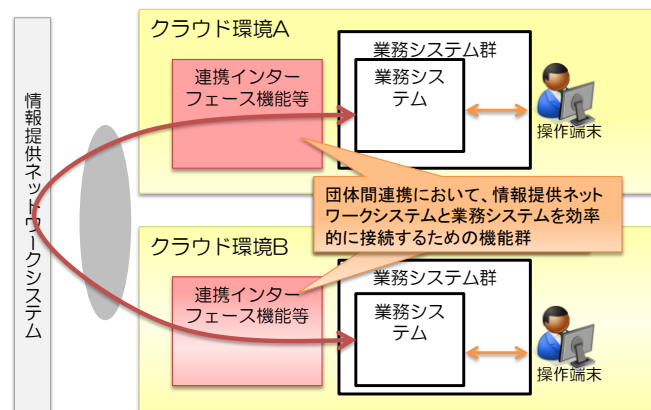 情報提供ネットワークシステム
クラウド環境A
連携インター
フェース機能等
業務システム群
業務シス
テム
操作端末
団体間連携において、情報提供ネット
ワークシステムと業務システムを効率
的に接続するための機能群
クラウド環境B
連携インター
フェース機能等
業務システム群
業務シス
テム
操作端末